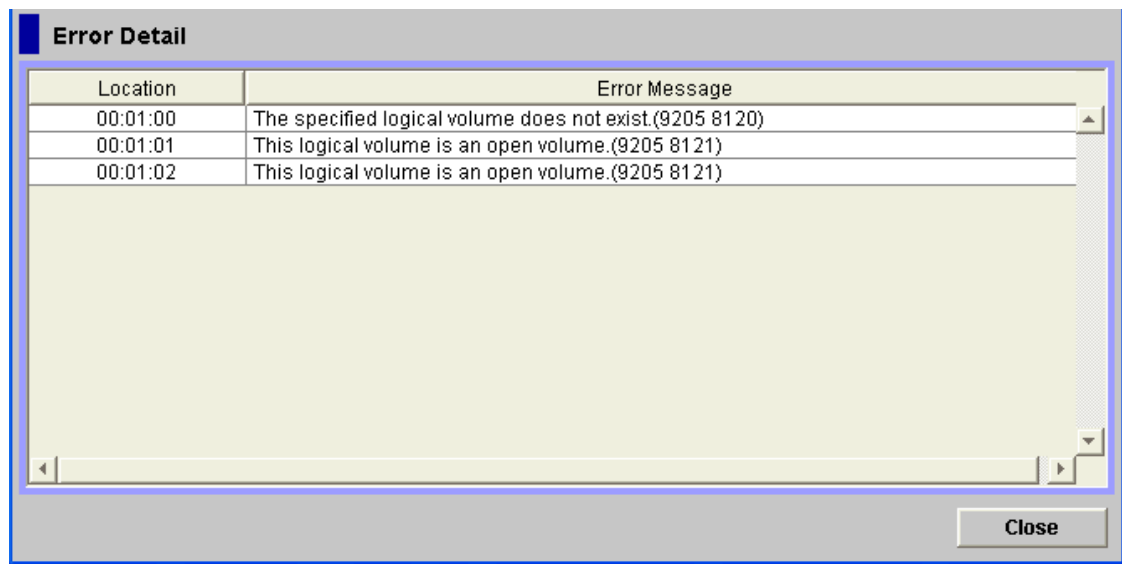 Error Detail
Location Error Message
00:01:00 The specified logical volume does not exist.(9205 8120)
00:01:01 This logical volume is an open volume.(9205 8121)
00:01:02 This logical volume is an open volume.(9205 8121)
Close